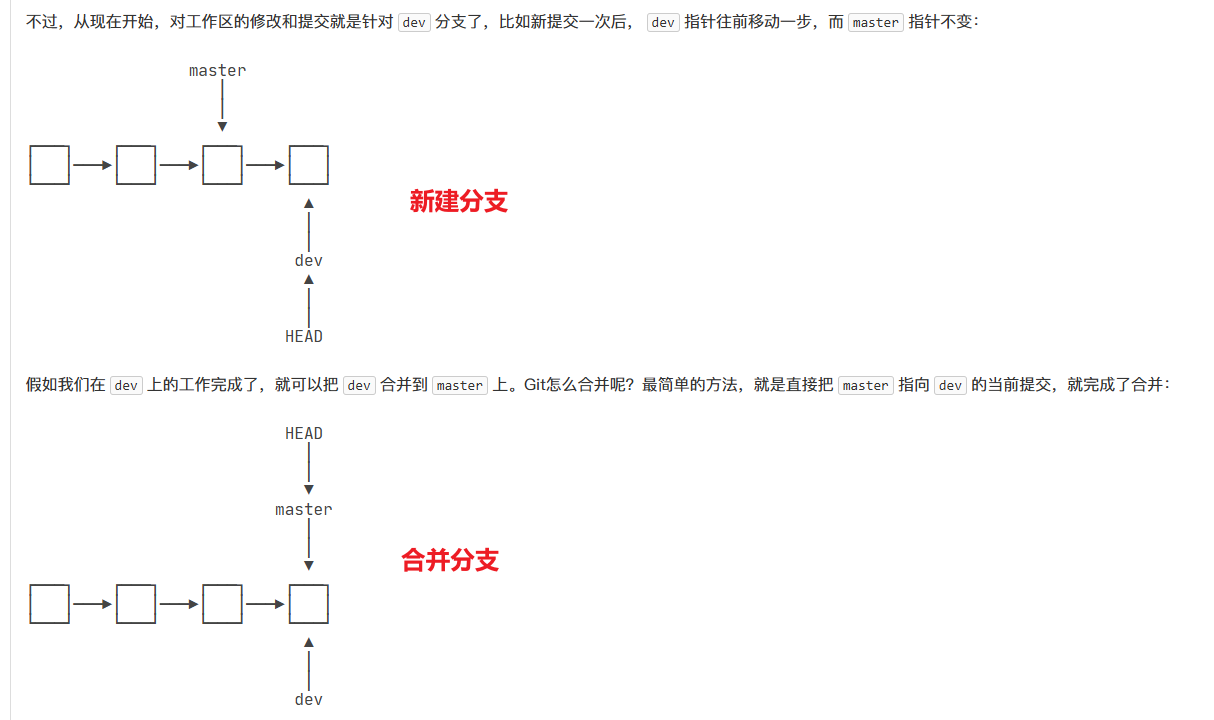 不过，从现在开始，对工作区的修改和提交就是针对 dev 分支了，比如新提交一次后， dev 指针往前移动一步，而 master 指针不变：
master
新建分支
dev
HEAD
假如我们在 dev 上的工作完成了，就可以把 dev 合并到 master 上。Git怎么合并呢？最简单的方法，就是直接把 master 指向 dev 的当前提交，就完成了合并：
HEAD
master
合并分支
dev